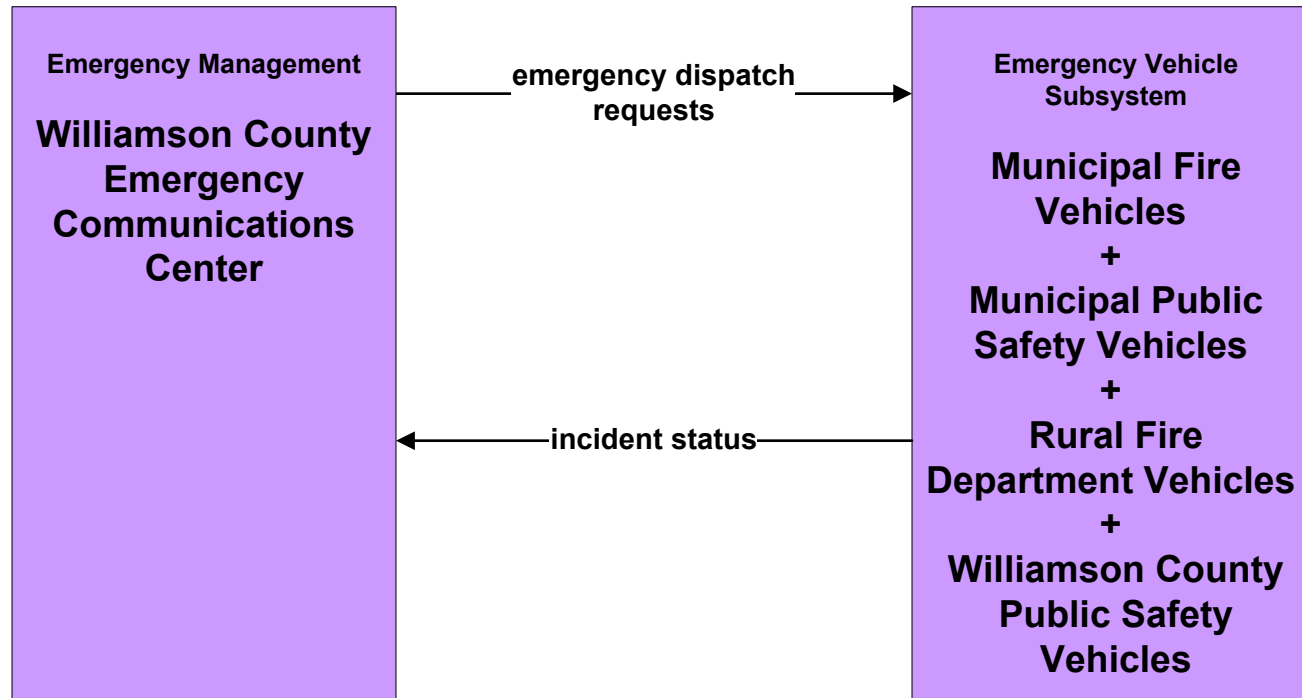 Emergency Management
Williamson County
Emergency
Communications
Center
emergency dispatch
requests
incident status
Emergency Vehicle
Subsystem
Municipal Fire
Vehicles
+
Municipal Public
Safety Vehicles
+
Rural Fire
Department Vehicles
+
Williamson County
Public Safety
Vehicles